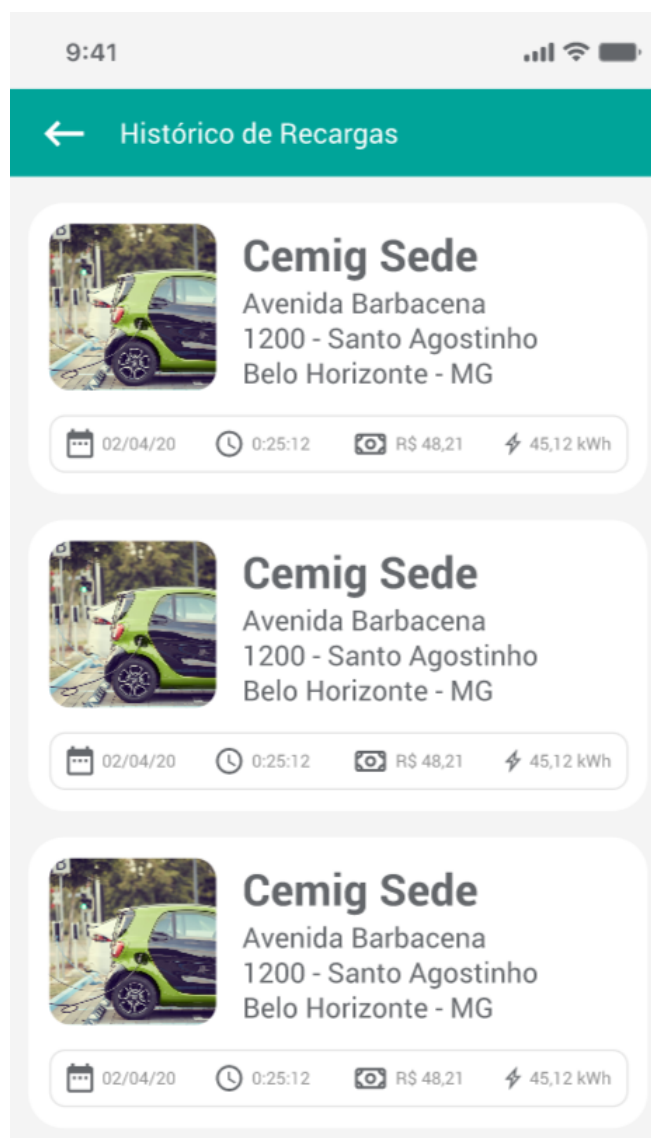 9:41
Histórico de Recargas
B
Cemig Sede
Avenida Barbacena
1200 - Santo Agostinho
Belo Horizonte - MG
02/04/20 0:25:12 R$ 48,21 45,12 kWh
B
Cemig Sede
Avenida Barbacena
1200 - Santo Agostinho
Belo Horizonte - MG
02/04/20 0:25:12 R$ 48,21 45,12 kWh
B
Cemig Sede
Avenida Barbacena
1200 - Santo Agostinho
Belo Horizonte - MG
02/04/20 0:25:12 R$ 48,21 45,12 kWh